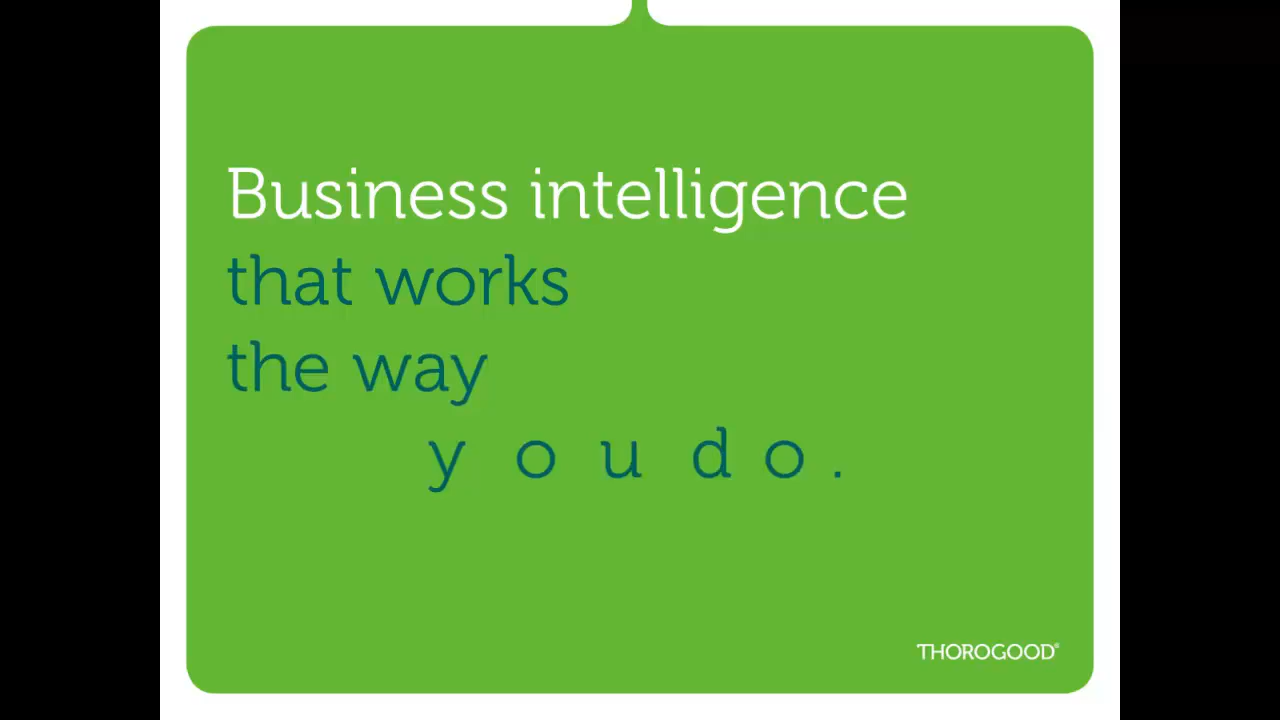 Business intelligence
that works
the way
y o u d o .
THOROGOOD®